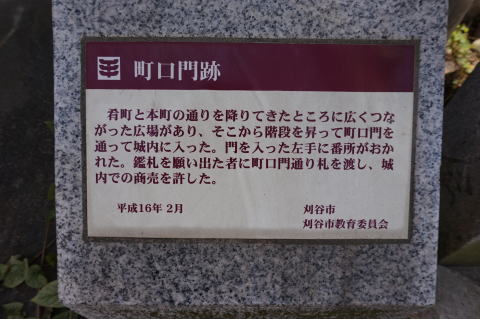 町口門跡
肴町と本町の通りを降りてきたところに広くつな
がった広場があり、そこから階段を昇って町口門を
通って城内に入った。門を入った左手に番所がおか
れた。鑑札を願い出た者に町口門通り札を渡し、城
内での商売を許した。
平成16年 2月 刈谷市
刈谷市教育委員会